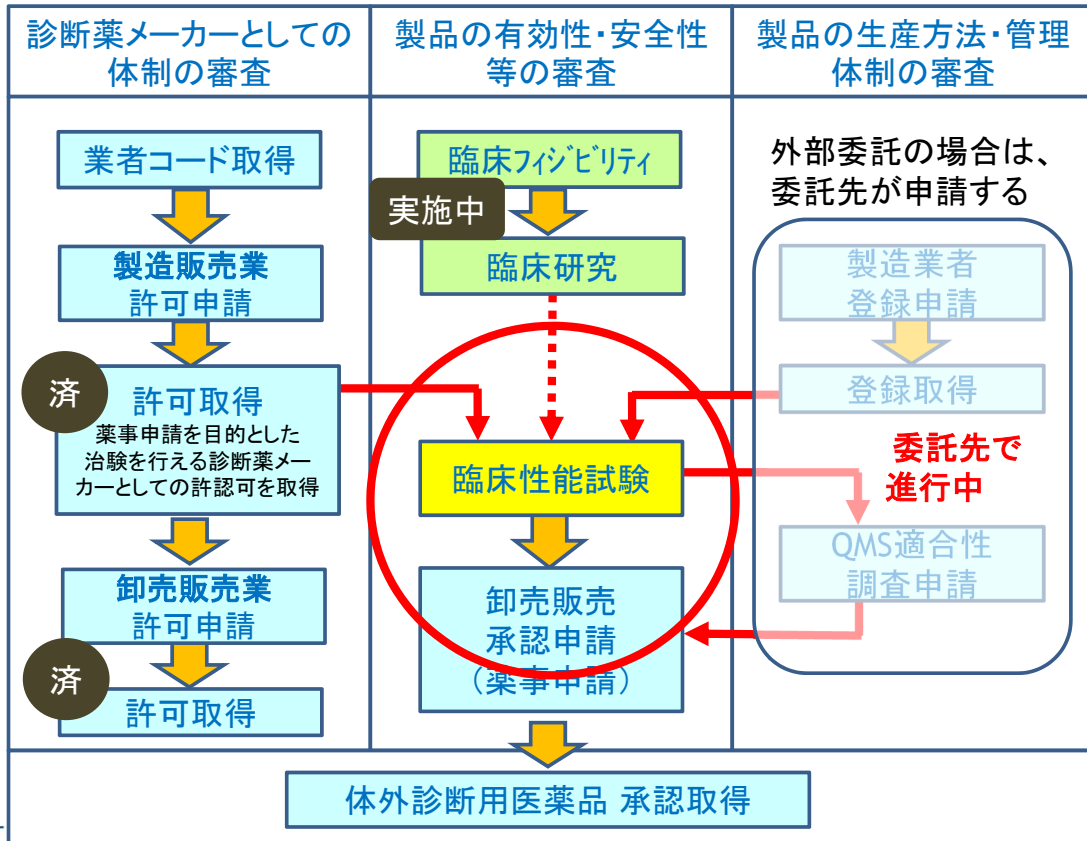 診断薬メーカーとしての
体制の審査
製品の有効性・安全性
等の審査
製品の生産方法・管理
体制の審査
業者コード取得
製造販売業
許可申請
済
許可取得
薬事申請を目的とした
治験を行える診断薬メー
カーとしての許認可を取得
卸売販売業
許可申請
済
許可取得
臨床フィジビリティ
実施中
臨床研究
臨床性能試験
卸売販売
承認申請
(薬事申請)
外部委託の場合は、
委託先が申請する
製造業者
登録申請
登録取得
委託先で
進行中
QMS適合性
調査申請
体外診断用医薬品 承認取得